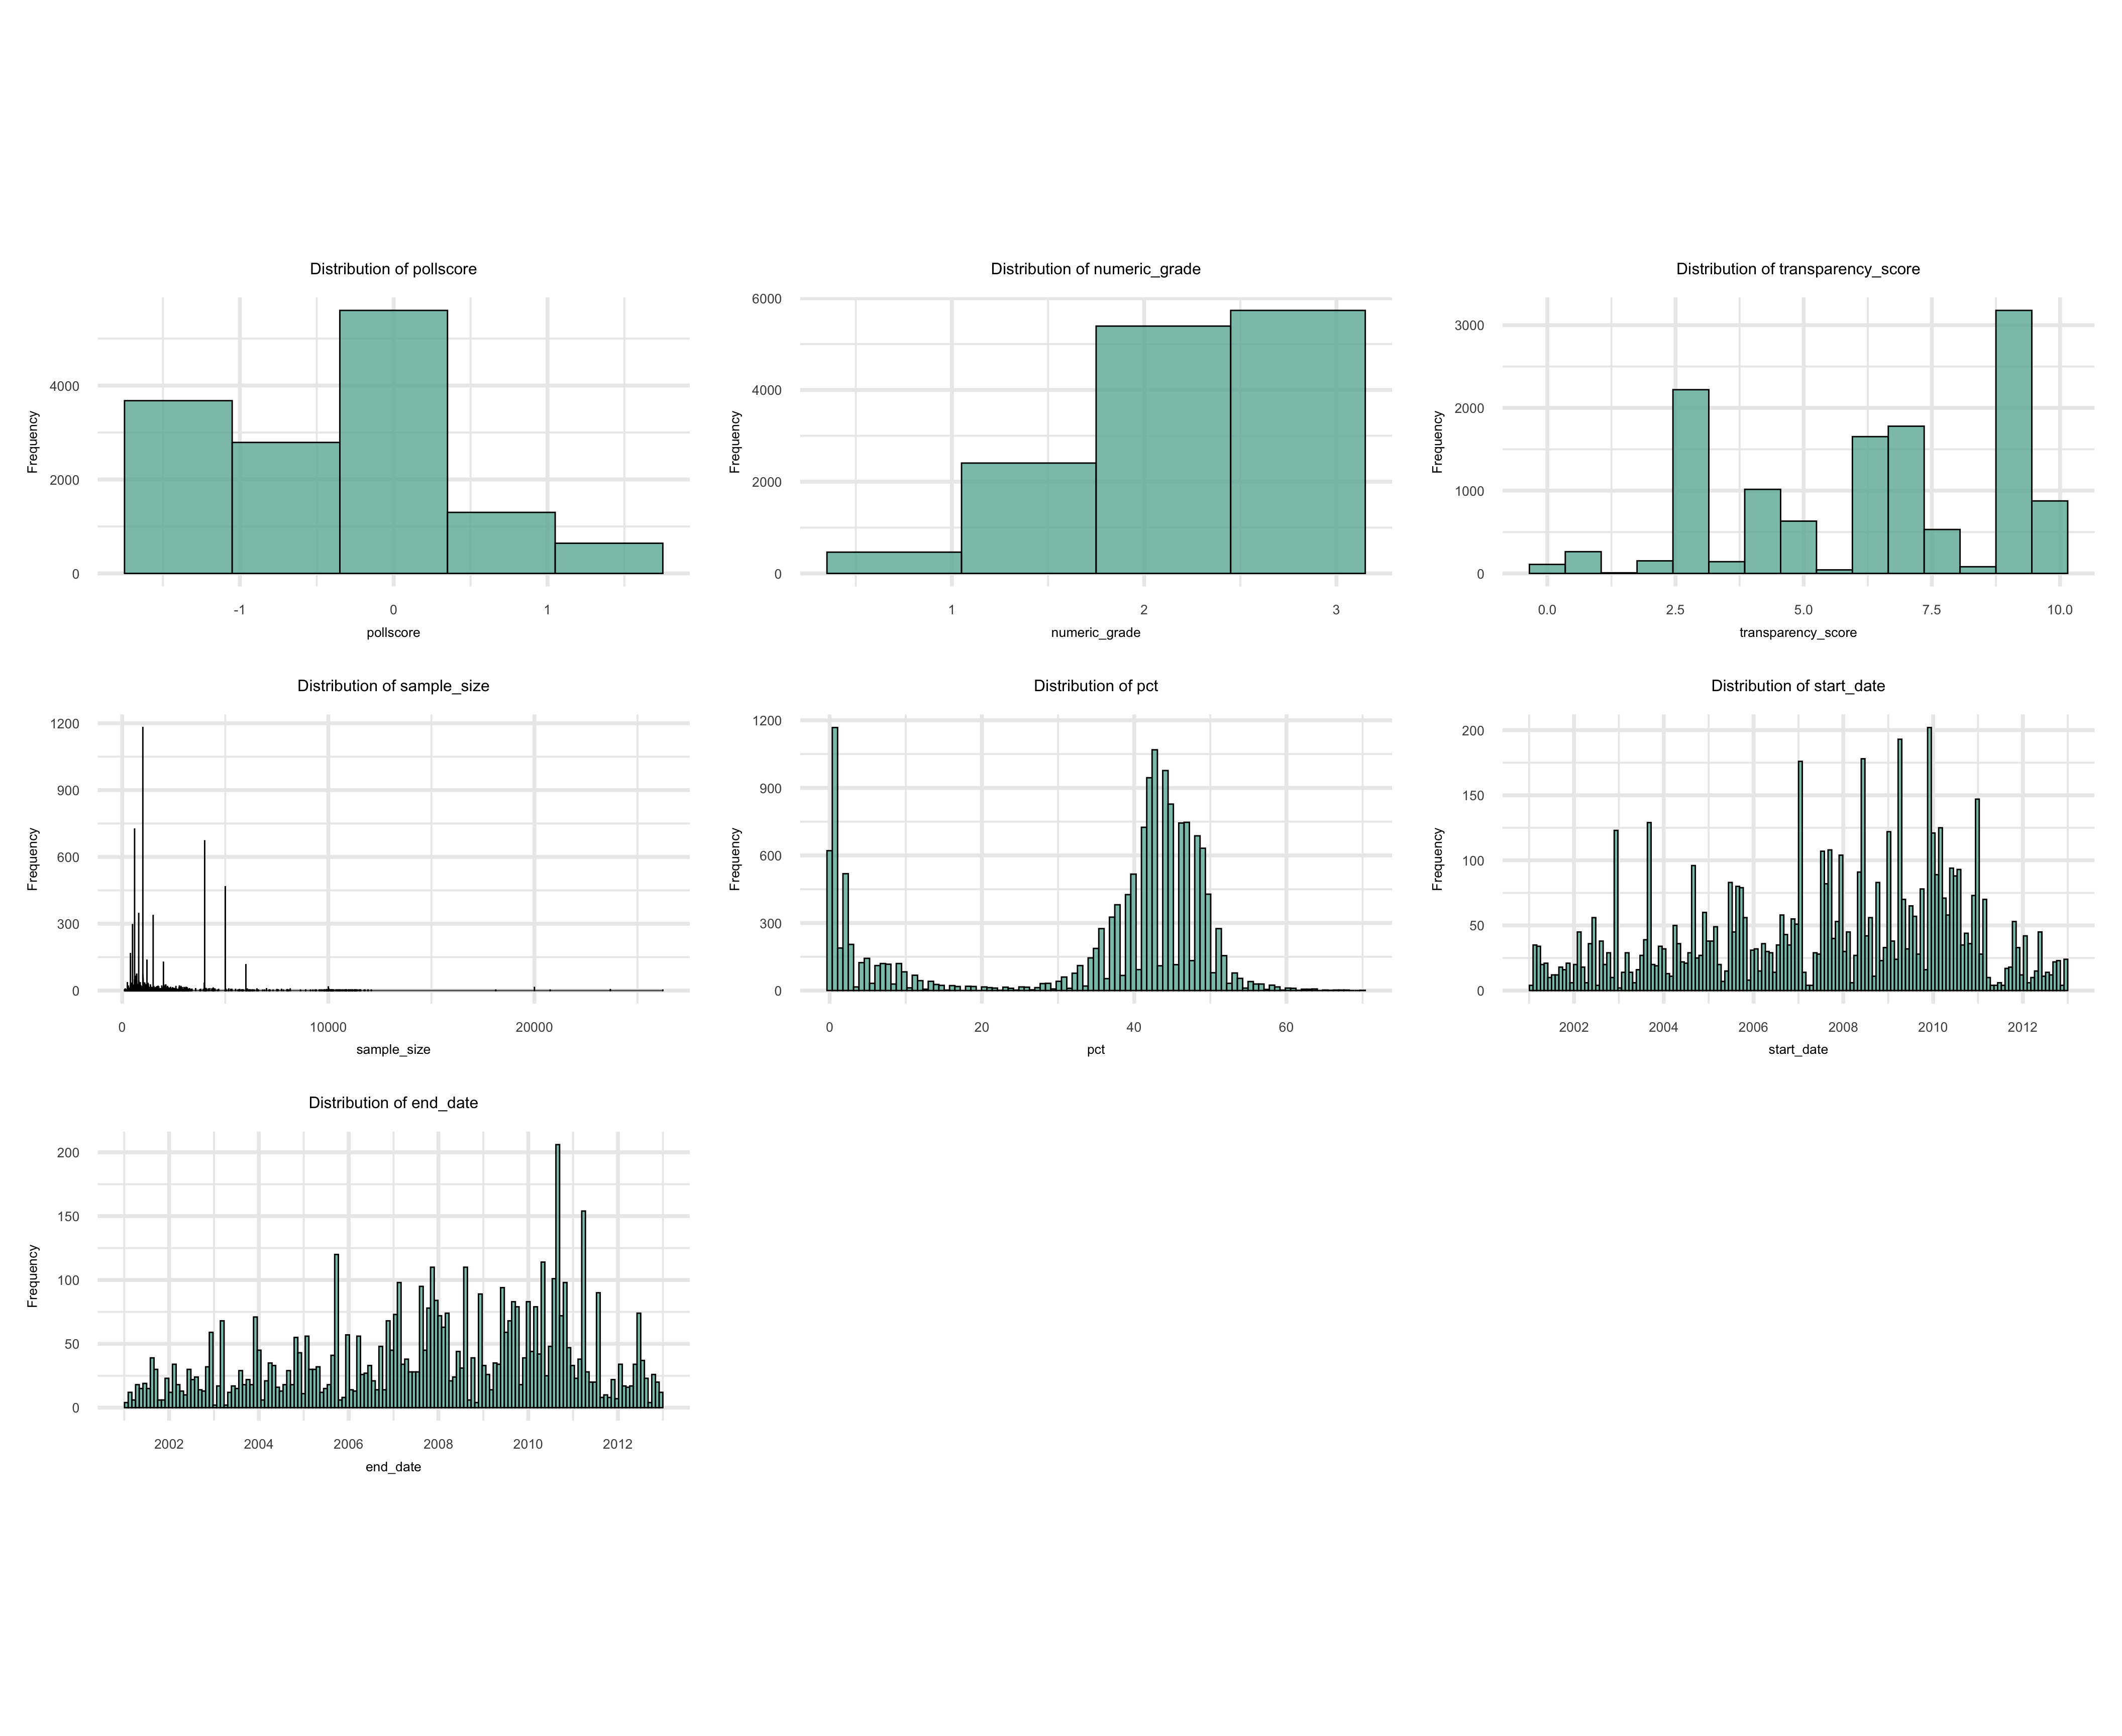 Distribution of pollscore
Frequency
4000
2000
0
-1 0 1
pollscore
Distribution of numeric_grade
Frequency
6000
4000
2000
0
1 2 3
numeric_grade
Distribution of transparency_score
Frequency
3000
2000
1000
0
0.0 2.5 5.0 7.5 10.0
transparency_score
Distribution of sample_size
Frequency
1200
900
600
300
0
0 10000 20000
sample_size
Distribution of pct
Frequency
1200
900
600
300
0
0 20 40 60
pct
Distribution of start_date
Frequency
200
150
100
50
0
2002 2004 2006 2008 2010 2012
start_date
Distribution of end_date
Frequency
200
150
100
50
0
2002 2004 2006 2008 2010 2012
end_date